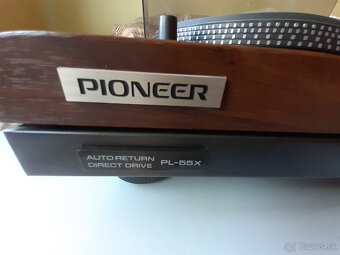 PIONEER
AUTO RETURN
DIRECT DRIVE PL-55X
Bazos.sk